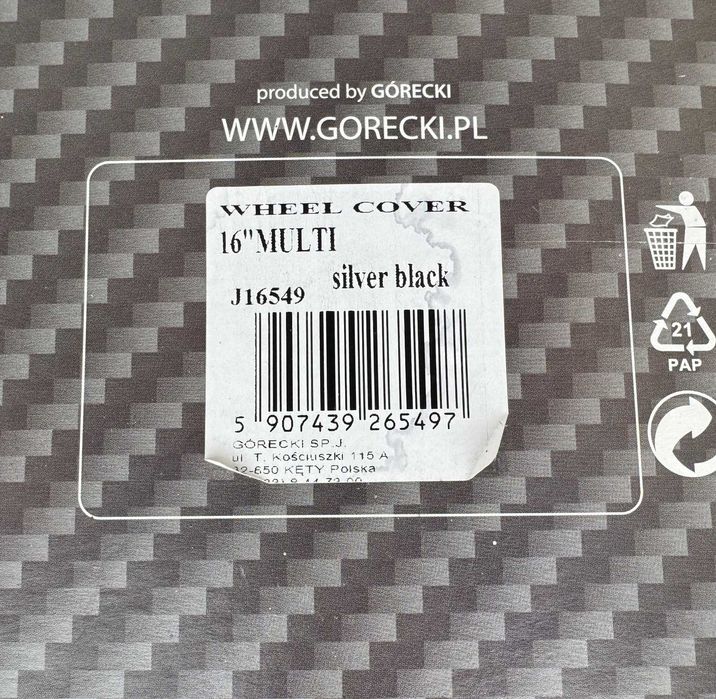 produced by GÓRECKI
WWW.GORECKI.PL
WHEEL COVER
16"MULTI
silver black
J16549
5 907439 265497
GÓRECKI SP.J.
ul T. Kościuszki 115 A
32-650 KĘTY Polska
21
PAP